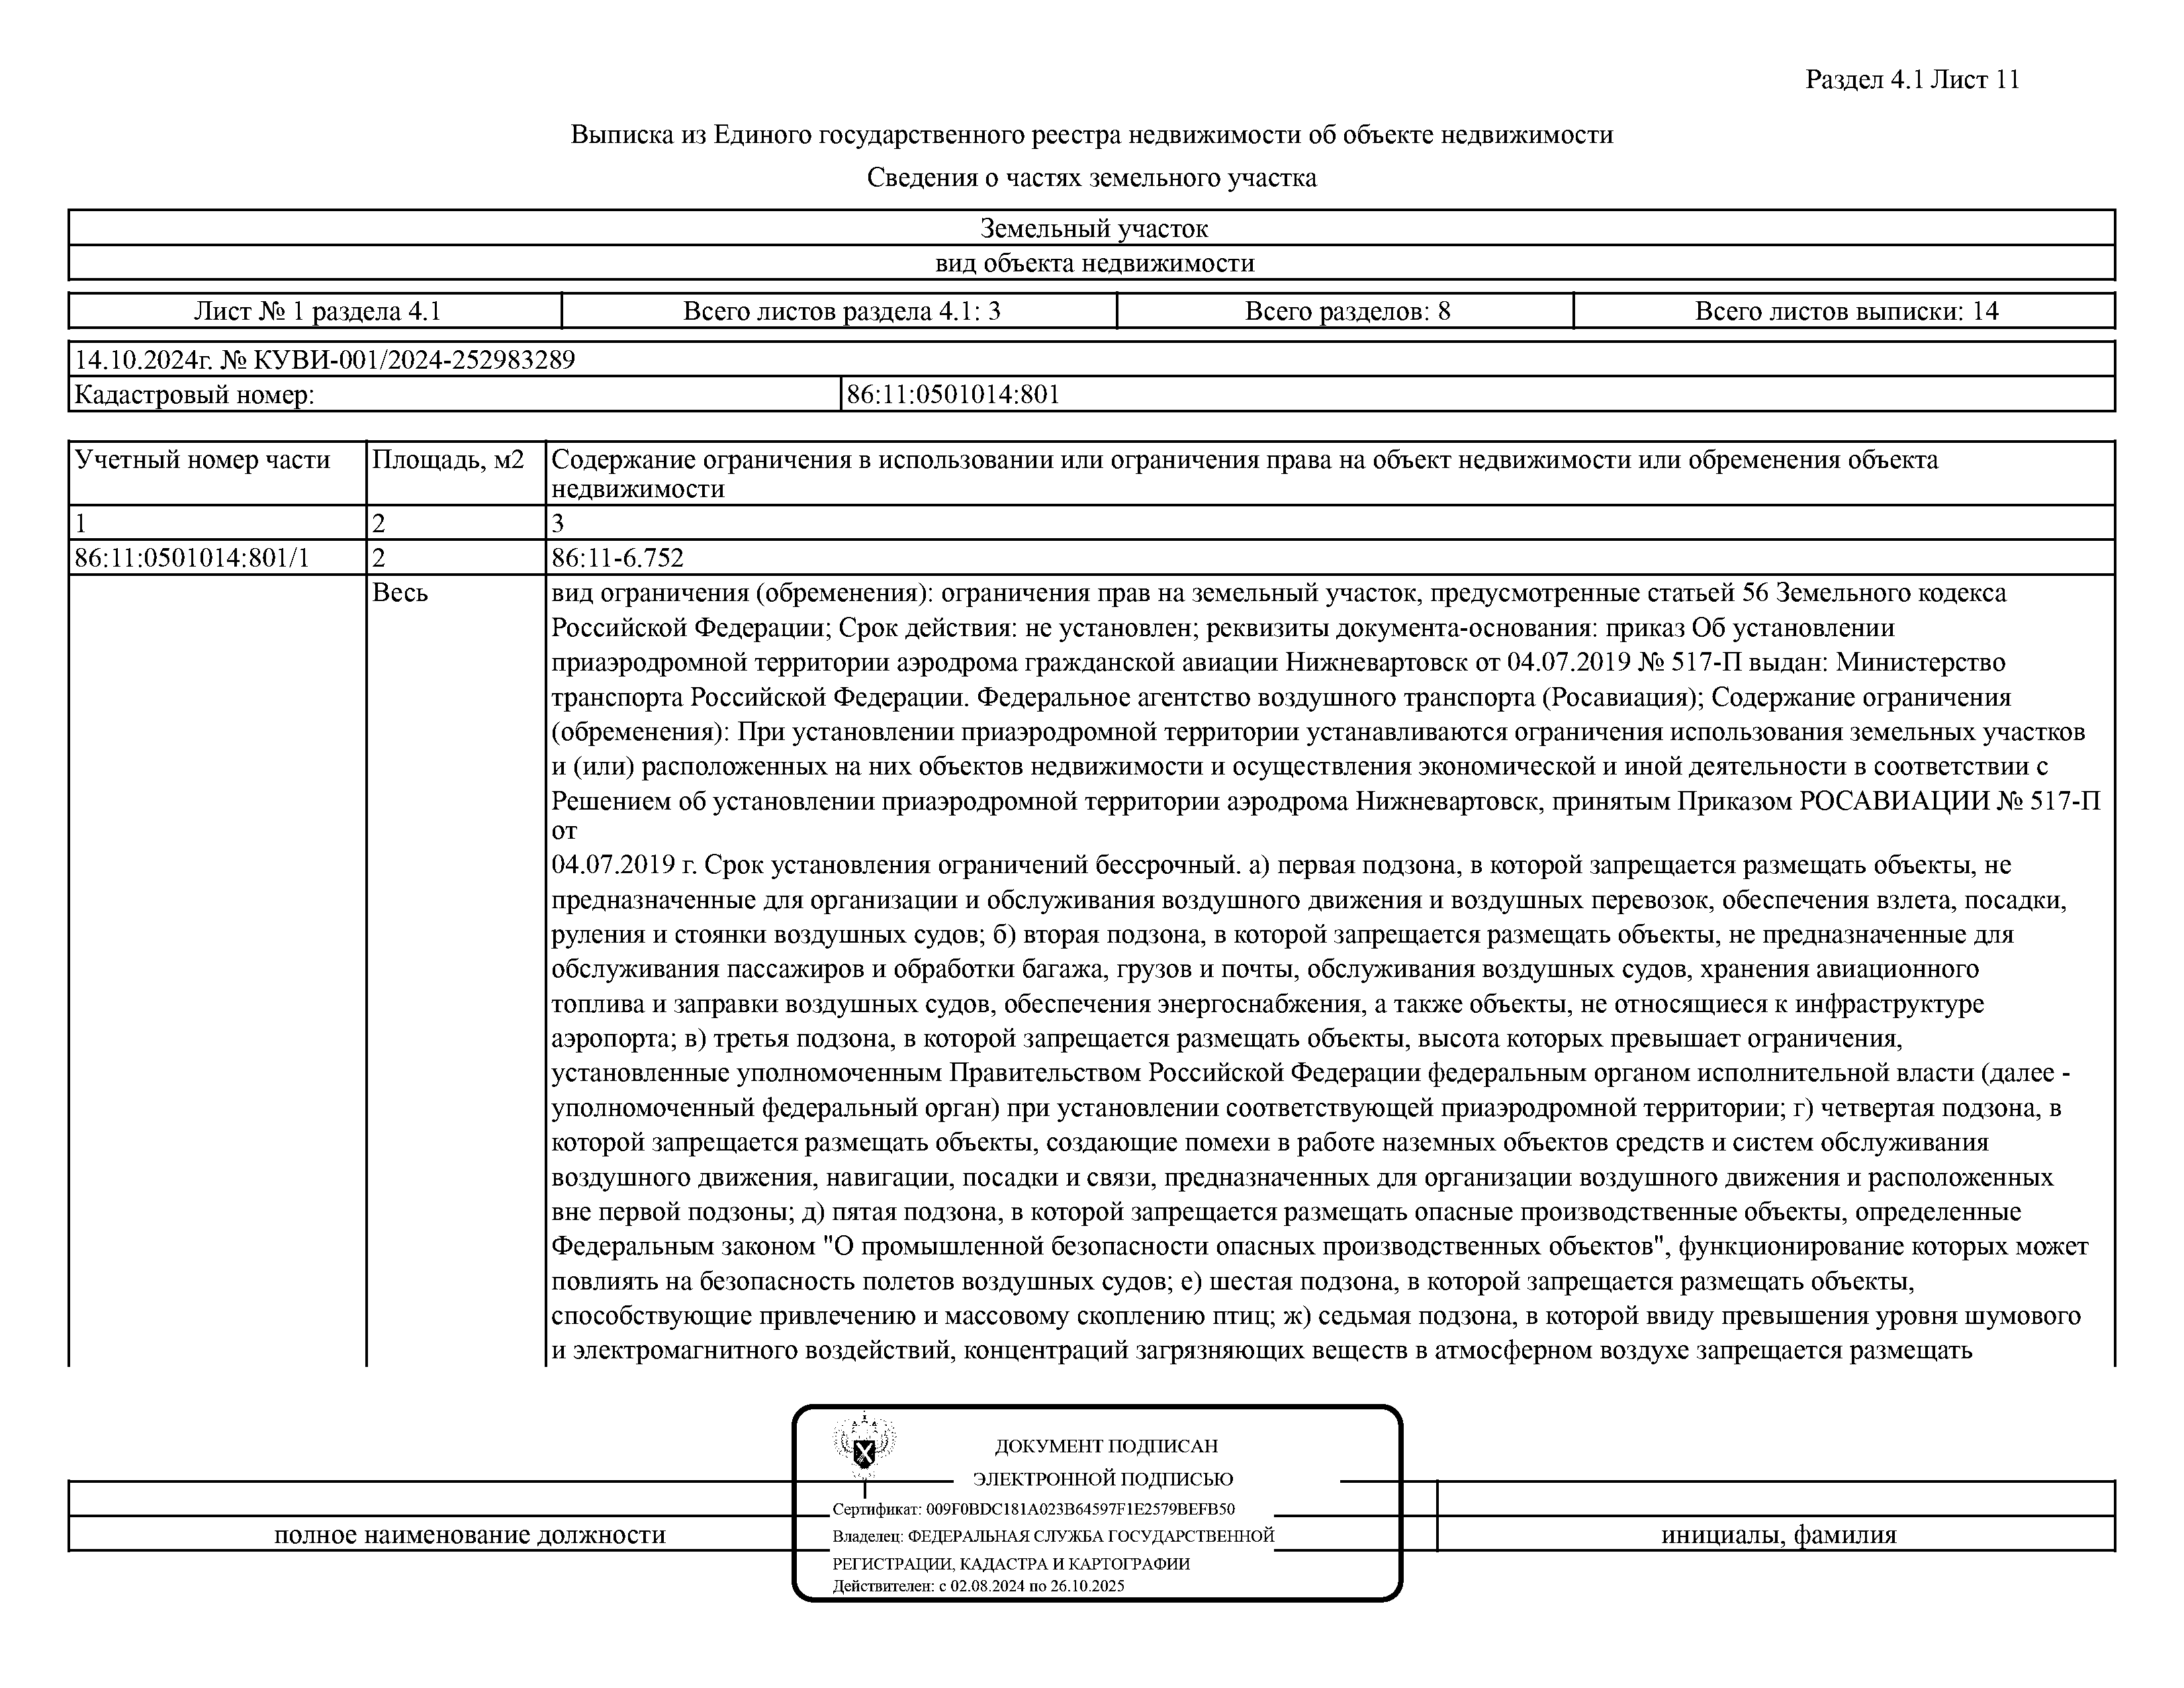 Раздел 4.1 Лист 11
Выписка из Единого государственного реестра недвижимости об объекте недвижимости
Сведения о частях земельного участка
Земельный участок
вид объекта недвижимости
Лист № 1 раздела 4.1 Всего листов раздела 4.1: 3 Всего разделов: 8 Всего листов выписки: 14
14.10.2024г. № КУВИ-001/2024-252983289
Кадастровый номер: 86:11:0501014:801
Учетный номер части Площадь, м2 Содержание ограничения в использовании или ограничения права на объект недвижимости или обременения объекта
недвижимости
1 2 3
86:11:0501014:801/1 2 86:11-6.752
Весь вид ограничения (обременения): ограничения прав на земельный участок, предусмотренные статьей 56 Земельного кодекса
Российской Федерации; Срок действия: не установлен; реквизиты документа-основания: приказ Об установлении
приаэродромной территории аэродрома гражданской авиации Нижневартовск от 04.07.2019 № 517-П выдан: Министерство
транспорта Российской Федерации. Федеральное агентство воздушного транспорта (Росавиация); Содержание ограничения
(обременения): При установлении приаэродромной территории устанавливаются ограничения использования земельных участков
и (или) расположенных на них объектов недвижимости и осуществления экономической и иной деятельности в соответствии с
Решением об установлении приаэродромной территории аэродрома Нижневартовск, принятым Приказом РОСАВИАЦИИ № 517-П
от
04.07.2019 г. Срок установления ограничений бессрочный. а) первая подзона, в которой запрещается размещать объекты, не
предназначенные для организации и обслуживания воздушного движения и воздушных перевозок, обеспечения взлета, посадки,
руления и стоянки воздушных судов; б) вторая подзона, в которой запрещается размещать объекты, не предназначенные для
обслуживания пассажиров и обработки багажа, грузов и почты, обслуживания воздушных судов, хранения авиационного
топлива и заправки воздушных судов, обеспечения энергоснабжения, а также объекты, не относящиеся к инфраструктуре
аэропорта; в) третья подзона, в которой запрещается размещать объекты, высота которых превышает ограничения,
установленные уполномоченным Правительством Российской Федерации федеральным органом исполнительной власти (далее -
уполномоченный федеральный орган) при установлении соответствующей приаэродромной территории; г) четвертая подзона, в
которой запрещается размещать объекты, создающие помехи в работе наземных объектов средств и систем обслуживания
воздушного движения, навигации, посадки и связи, предназначенных для организации воздушного движения и расположенных
вне первой подзоны; д) пятая подзона, в которой запрещается размещать опасные производственные объекты, определенные
Федеральным законом "О промышленной безопасности опасных производственных объектов", функционирование которых может
повлиять на безопасность полетов воздушных судов; е) шестая подзона, в которой запрещается размещать объекты,
способствующие привлечению и массовому скоплению птиц; ж) седьмая подзона, в которой ввиду превышения уровня шумового
и электромагнитного воздействий, концентраций загрязняющих веществ в атмосферном воздухе запрещается размещать
ДОКУМЕНТ ПОДПИСАН
ЭЛЕКТРОННОЙ ПОДПИСЬЮ
Сертификат: 009F0BDC181A023B64597F1E2579BEFB50
Владелец: ФЕДЕРАЛЬНАЯ СЛУЖБА ГОСУДАРСТВЕННОЙ
РЕГИСТРАЦИИ, КАДАСТРА И КАРТОГРАФИИ
Действителен: с 02.08.2024 по 26.10.2025
полное наименование должности инициалы, фамилия